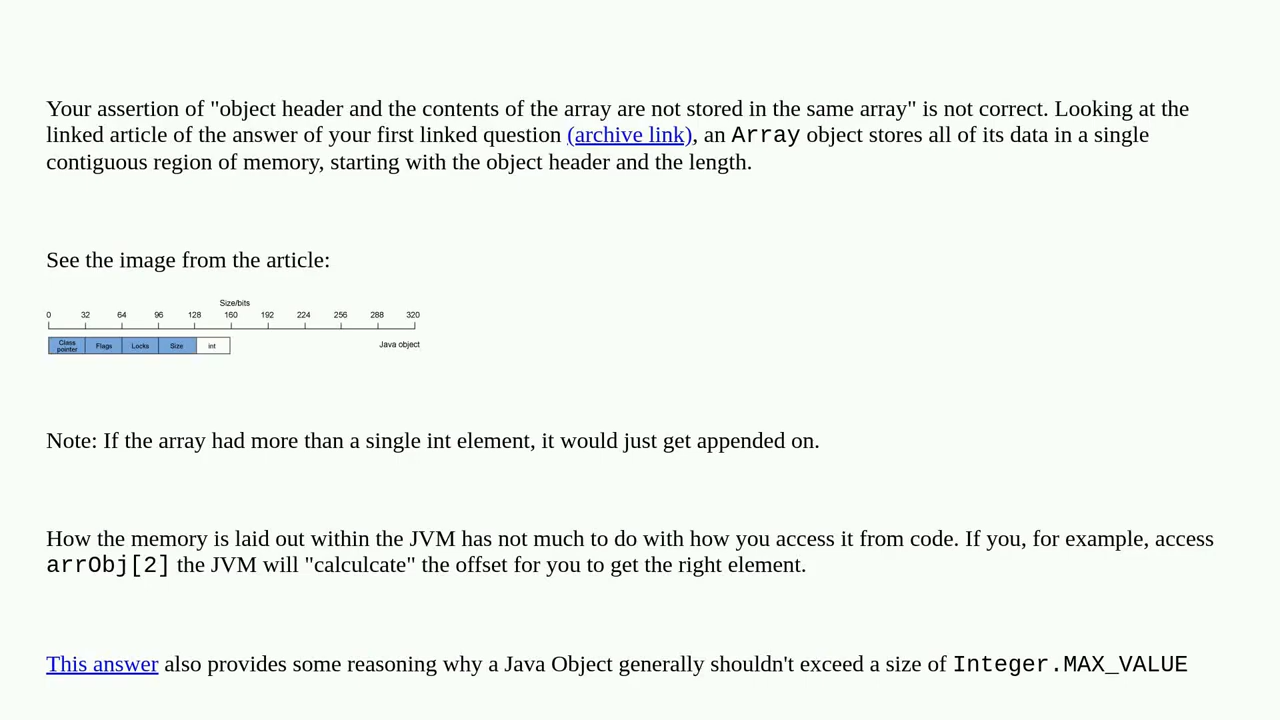 Your assertion of "object header and the contents of the array are not stored in the same array" is not correct. Looking at the
linked article of the answer of your first linked question (archive link), an Array object stores all of its data in a single
contiguous region of memory, starting with the object header and the length.
See the image from the article:
Size/bits
0 32 64 96 128 160 192 224 256 288 320
Class pointer Flags Locks Size int Java object
Note: If the array had more than a single int element, it would just get appended on.
How the memory is laid out within the JVM has not much to do with how you access it from code. If you, for example, access
arrObj[2] the JVM will "calculcate" the offset for you to get the right element.
This answer also provides some reasoning why a Java Object generally shouldn't exceed a size of Integer.MAX_VALUE